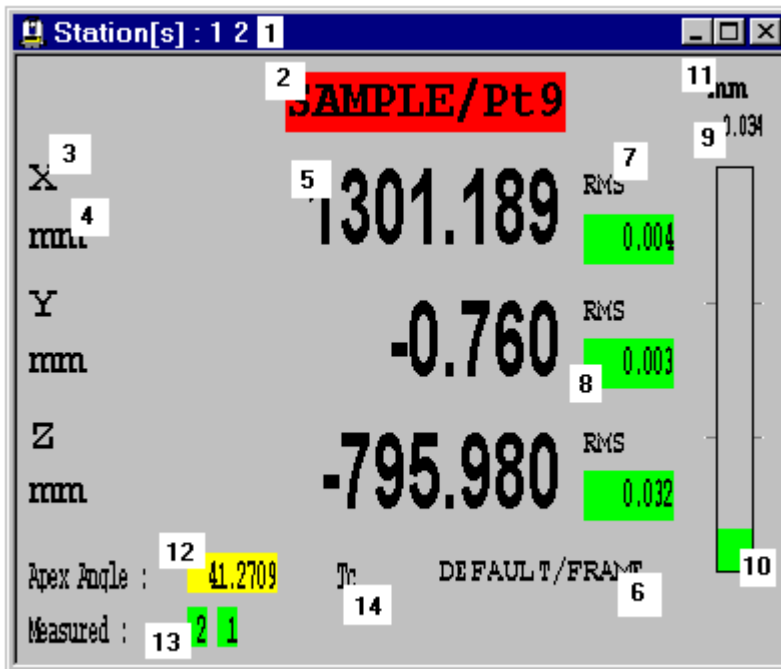 Station[s] : 1 2 1
2 SAMPLE/Pt9 11 mm
9 0.034
3 X 5 1301.189 7 RMS
4 mm 0.004
Y -0.760 RMS
mm 8 0.003
Z -795.980 RMS
mm 0.032
Apex Angle : 12 41.2709 Tc 14 DEFAULT/FRAME 6 10
Measured : 13 2 1